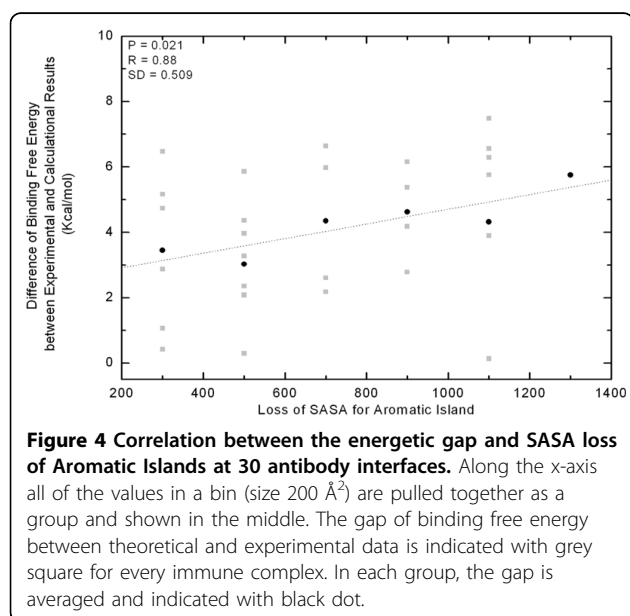 P = 0.021
R = 0.88
SD = 0.509
Difference of Binding Free Energy
between Experimental and Calculational Results
(Kcal/mol)
10
8
6
4
2
0
200 400 600 800 1000 1200 1400
Loss of SASA for Aromatic Island
Figure 4 Correlation between the energetic gap and SASA loss
of Aromatic Islands at 30 antibody interfaces. Along the x-axis
all of the values in a bin (size 200 Å²) are pulled together as a
group and shown in the middle. The gap of binding free energy
between theoretical and experimental data is indicated with grey
square for every immune complex. In each group, the gap is
averaged and indicated with black dot.